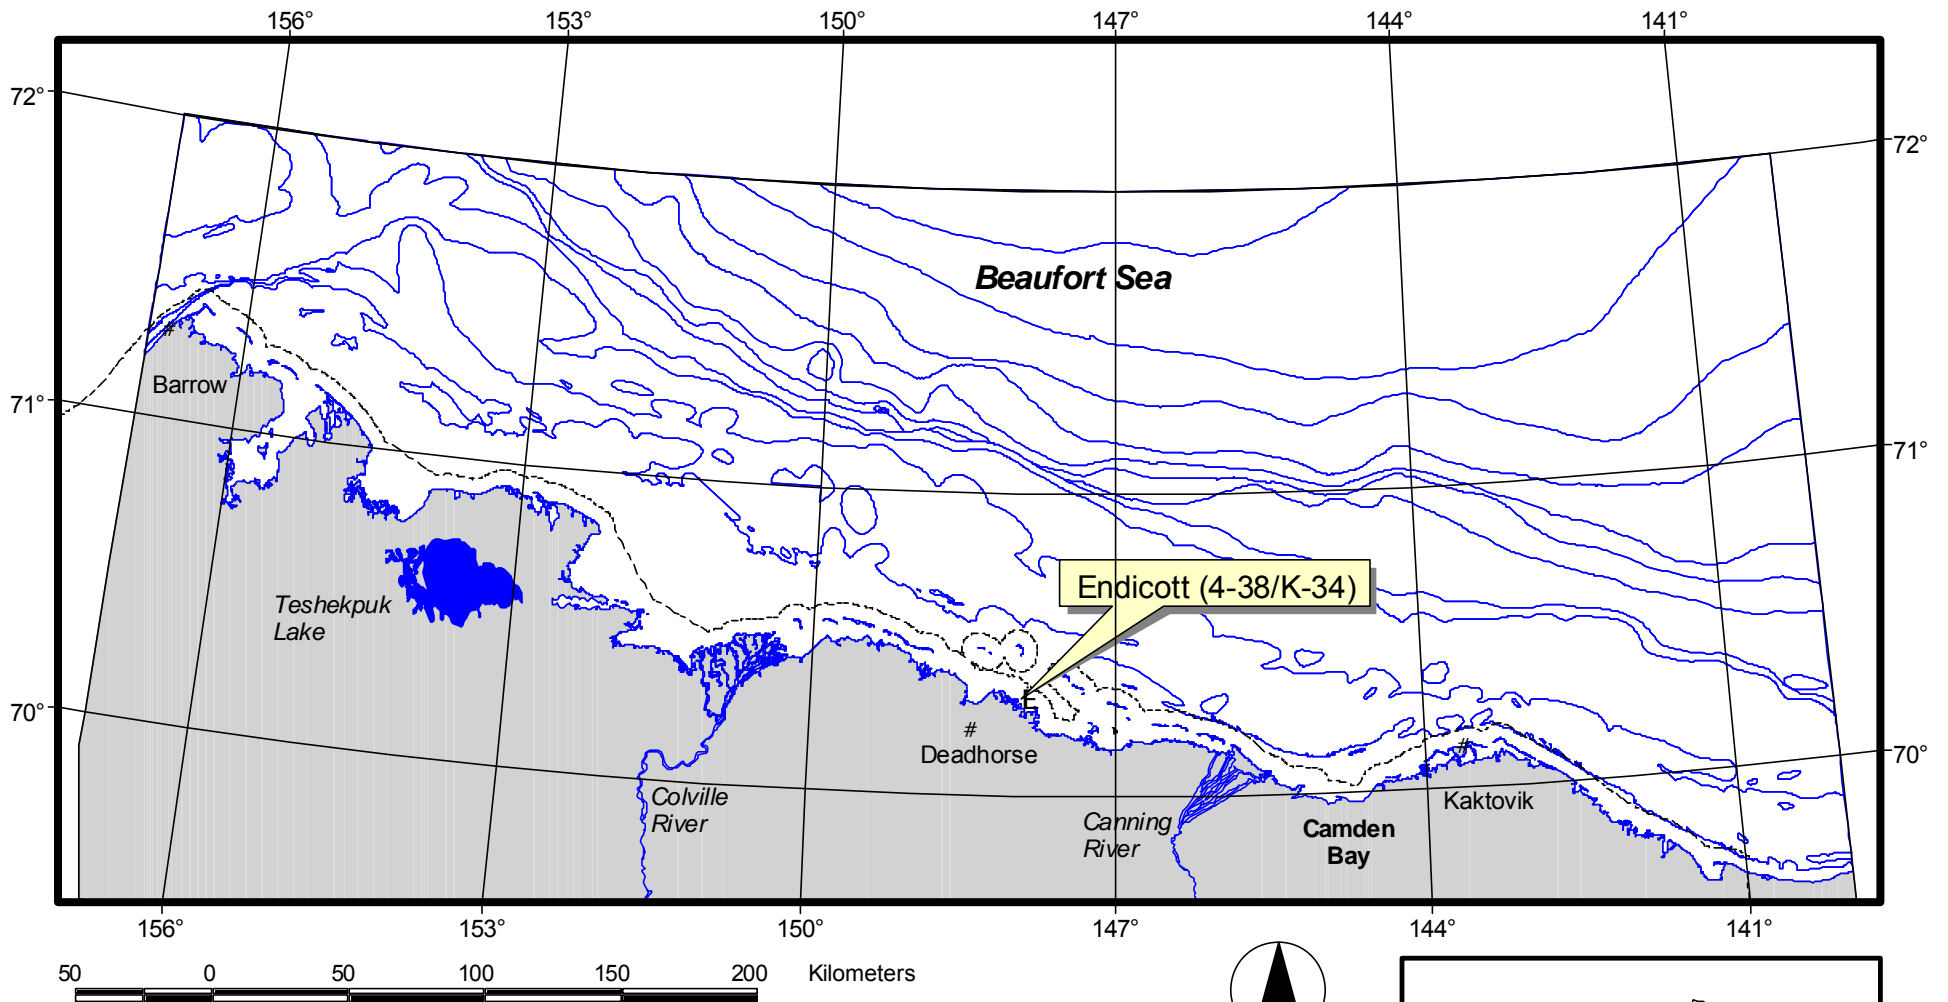 156° 153° 150° 147° 144° 141°
72°
72°
Beaufort Sea
#
Barrow
71°
71°
Endicott (4-38/K-34)
Teshekpuk
Lake
E
70°
70°
#
Deadhorse
#
Kaktovik
Colville
River
Canning
River
Camden
Bay
156° 153° 150° 147° 144° 141°
50 0 50 100 150 200 Kilometers